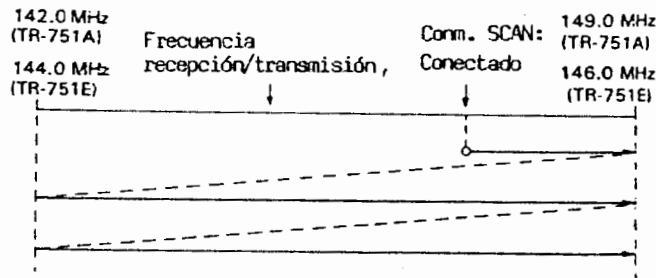 142.0 MHz
(TR-751A)
144.0 MHz
(TR-751E)
Frecuencia
recepción/transmisión,
Conm. SCAN:
Conectado
149.0 MHz
(TR-751A)
146.0 MHz
(TR-751E)